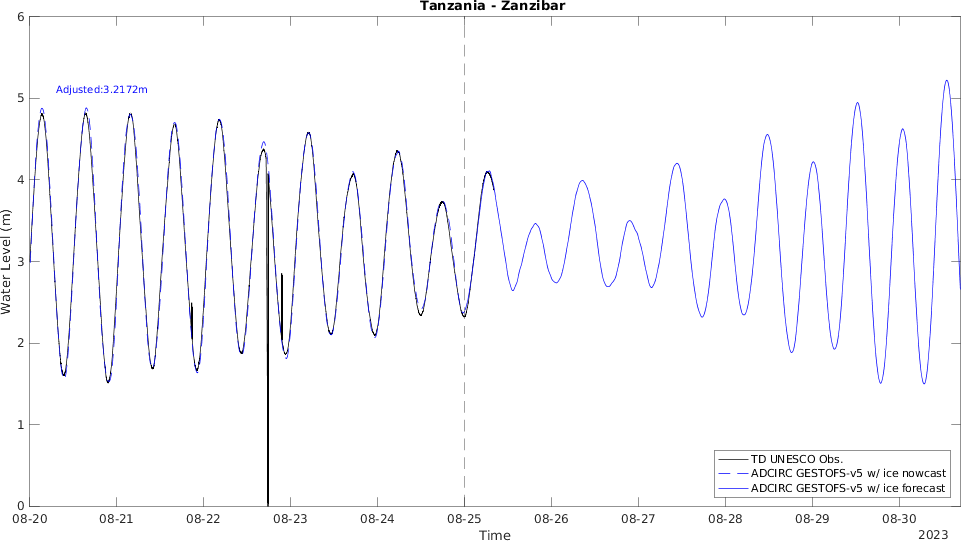 Tanzania - Zanzibar
6
5
4
3
2
1
0
Water Level (m)
Adjusted:3.2172m
TD UNESCO Obs.
ADCIRC GESTOFS-v5 w/ ice nowcast
ADCIRC GESTOFS-v5 w/ ice forecast
08-20 08-21 08-22 08-23 08-24 08-25 08-26 08-27 08-28 08-29 08-30
Time
2023